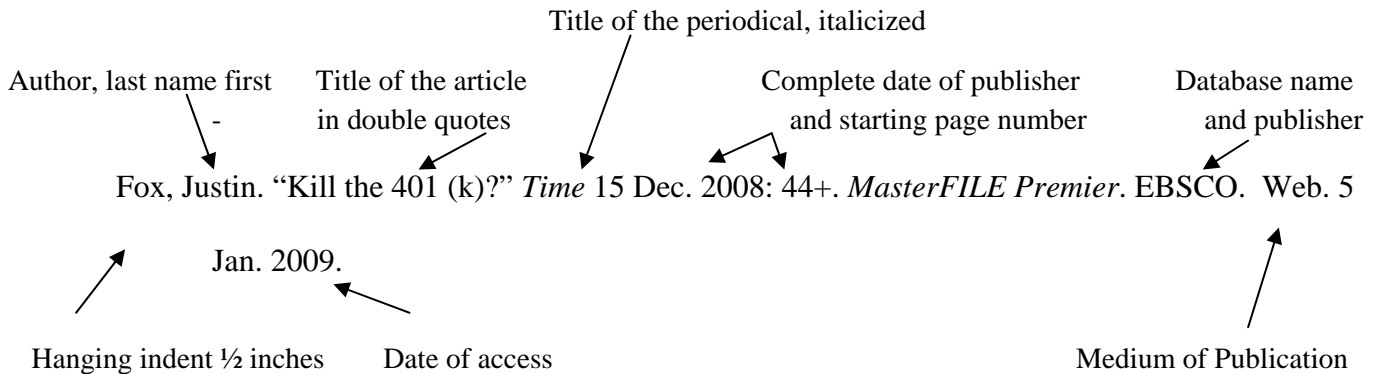 Title of the periodical, italicized
Author, last name first Title of the article Complete date of publisher Database name
- in double quotes and starting page number and publisher
Fox, Justin. “Kill the 401 (k)?” Time 15 Dec. 2008: 44+. MasterFILE Premier. EBSCO. Web. 5
Jan. 2009.
Hanging indent ½ inches Date of access Medium of Publication